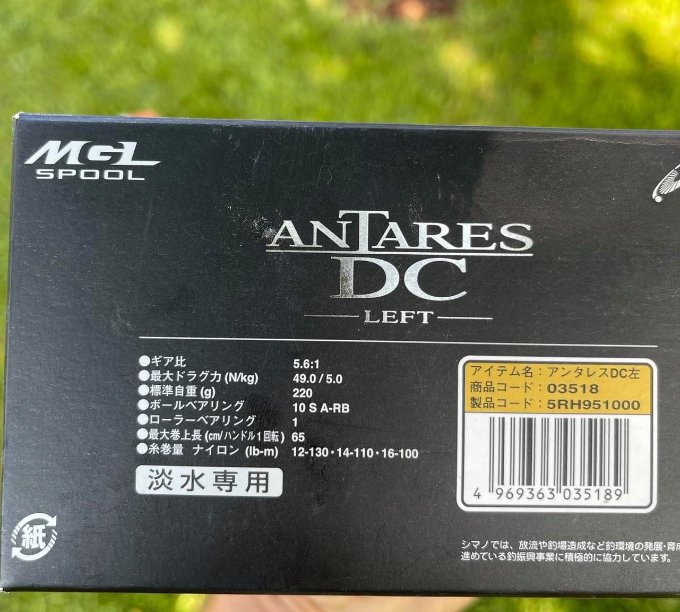 MGL
SPOOL
ANTARES
DC
LEFT
●ギア比 5.6:1
●最大ドラグ力 (N/kg) 49.0 / 5.0
●標準自重 (g) 220
●ボールベアリング 10 S A-RB
●ローラーベアリング 1
●最大巻上長 (cm/ハンドル1回転) 65
●糸巻量 ナイロン (lb-m) 12-130・14-110・16-100
淡水専用
アイテム名：アンタレスDC左
商品コード：03518
製品コード：5RH951000
4 969363 035189
紙
シマノでは、放流や釣場造成など釣環境の発展・育成
進めている釣振興事業に積極的に協力しています。